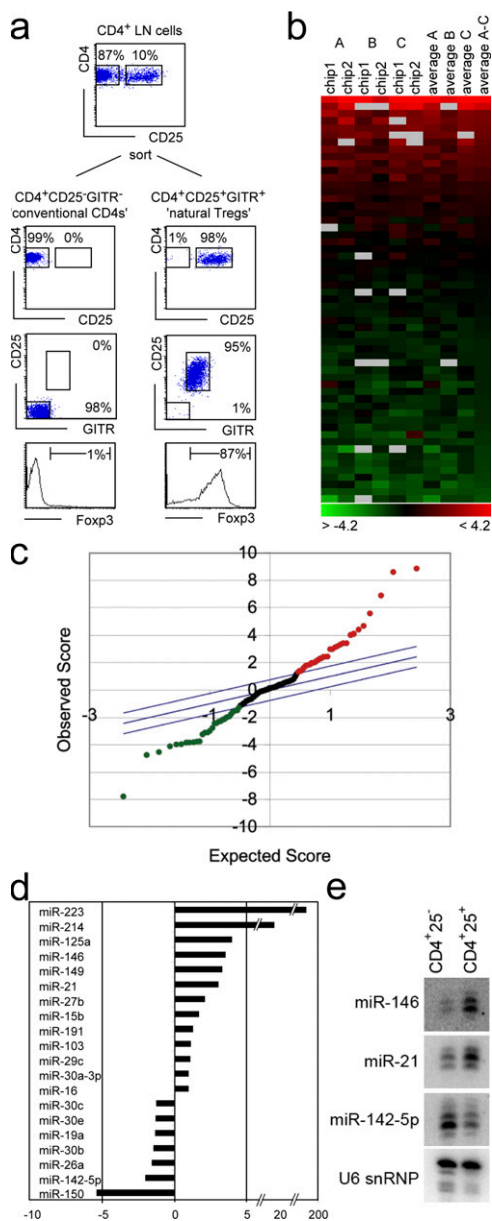 a
CD4⁺ LN cells
87% 10%
CD4
CD25
sort
CD4⁺CD25⁻GITR⁻
'conventional CD4s'
CD4⁺CD25⁺GITR⁺
'natural Tregs'
99% 0%
CD4
CD25
1% 98%
CD4
CD25
0%
98%
CD25
GITR
95%
1%
CD25
GITR
1%
Foxp3
87%
Foxp3
b
A B C
chip1
chip2
chip1
chip2
chip1
chip2
average A
average B
average C
average A-C
> -4.2 < 4.2
c
Observed Score
10
8
6
4
2
0
-2
-4
-6
-8
-10
-3 -1 1 3
Expected Score
d
miR-223
miR-214
miR-125a
miR-146
miR-149
miR-21
miR-27b
miR-15b
miR-191
miR-103
miR-29c
miR-30a-3p
miR-16
miR-30c
miR-30e
miR-19a
miR-30b
miR-26a
miR-142-5p
miR-150
-10 -5 0 5 20 200
e
CD4⁺25⁻
CD4⁺25⁺
miR-146
miR-21
miR-142-5p
U6 snRNP